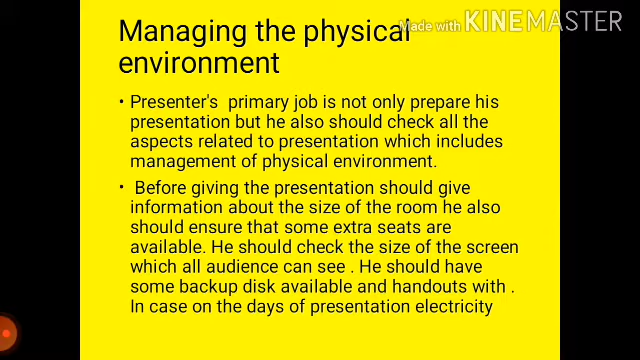 Managing the physical
environment
Made with KINEMASTER
• Presenter's primary job is not only prepare his
presentation but he also should check all the
aspects related to presentation which includes
management of physical environment.
• Before giving the presentation should give
information about the size of the room he also
should ensure that some extra seats are
available. He should check the size of the screen
which all audience can see . He should have
some backup disk available and handouts with .
In case on the days of presentation electricity